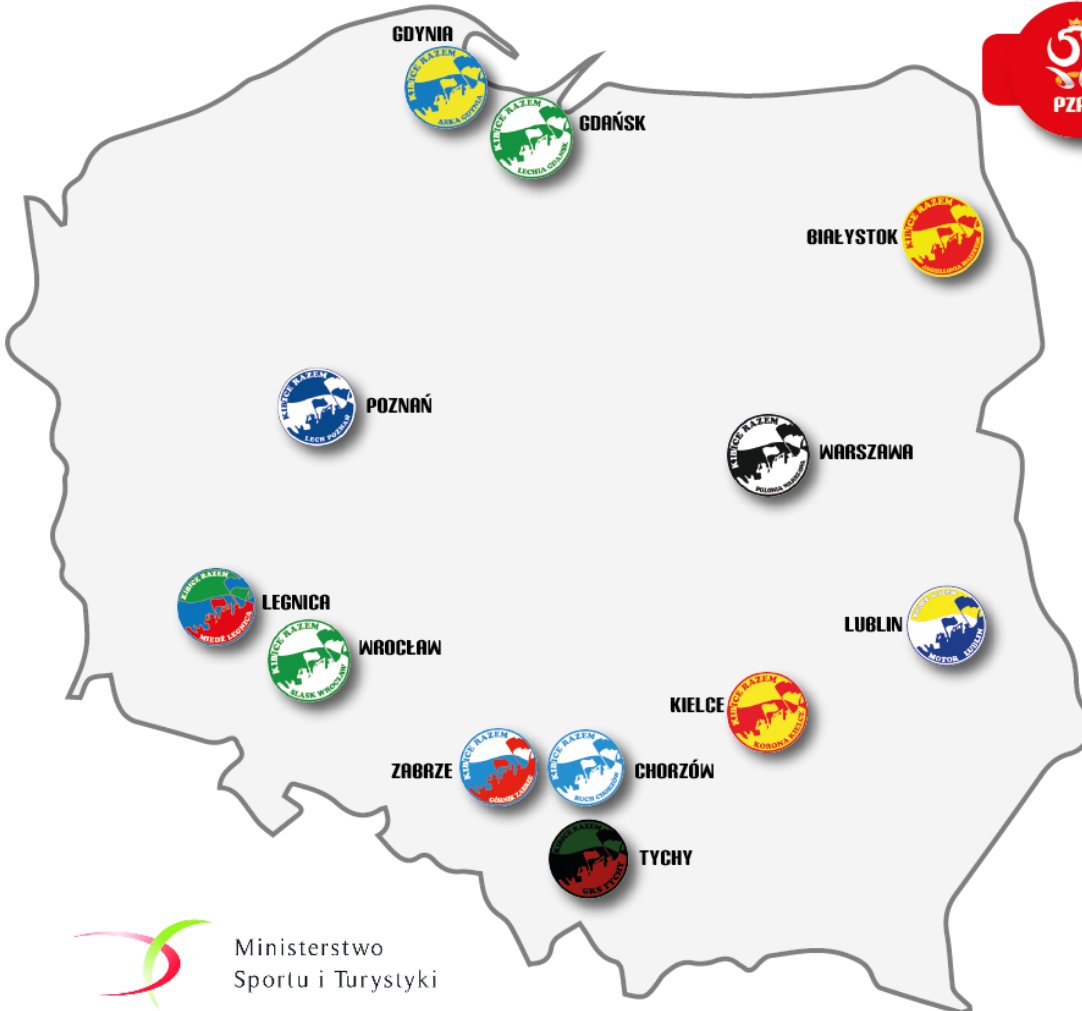 GDYNIA
KIBICE RAZEM
ARKA GDYNIA
KIBICE RAZEM
LECHIA GDAŃSK
GDAŃSK
BIAŁYSTOK
KIBICE RAZEM
JAGIELLONIA BIAŁYSTOK
KIBICE RAZEM
LECH POZNAŃ
POZNAŃ
KIBICE RAZEM
POLONIA WARSZAWA
WARSZAWA
KIBICE RAZEM
MIEDŹ LEGNICA
LEGNICA
KIBICE RAZEM
ŚLĄSK WROCŁAW
WROCŁAW
LUBLIN
KIBICE RAZEM
MOTOR LUBLIN
KIELCE
KIBICE RAZEM
KORONA KIELCE
ZABRZE
KIBICE RAZEM
GÓRNIK ZABRZE
KIBICE RAZEM
RUCH CHORZÓW
CHORZÓW
KIBICE RAZEM
GKS TYCHY
TYCHY
Ministerstwo
Sportu i Turystyki